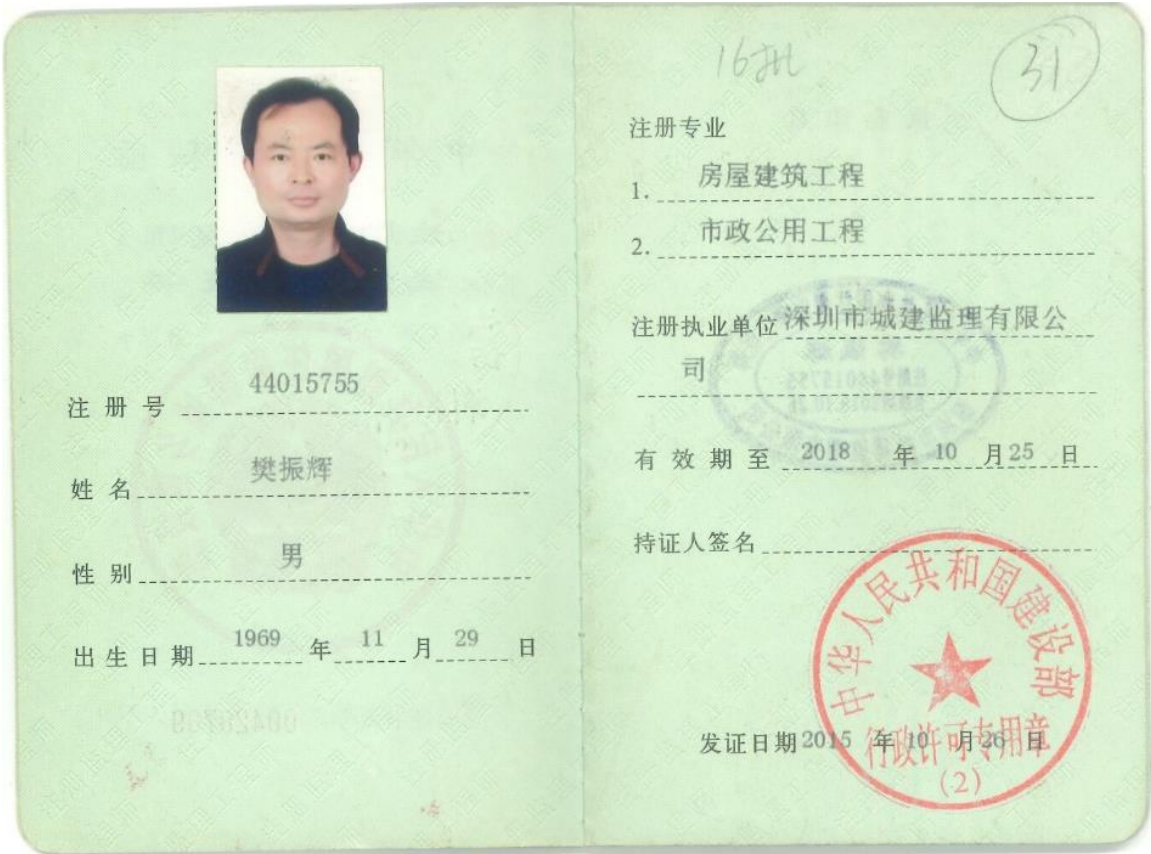 注 册 号 44015755
姓 名 樊振辉
性 别 男
出 生 日 期 1969 年 11 月 29 日
16批
31
注册专业
1. 房屋建筑工程
2. 市政公用工程
注册执业单位 深圳市城建监理有限公
司
有 效 期 至 2018 年 10 月 25 日
持证人签名
中华人民共和国建设部
发证日期 2015 年 10 月 26 日
行政许可专用章
(2)